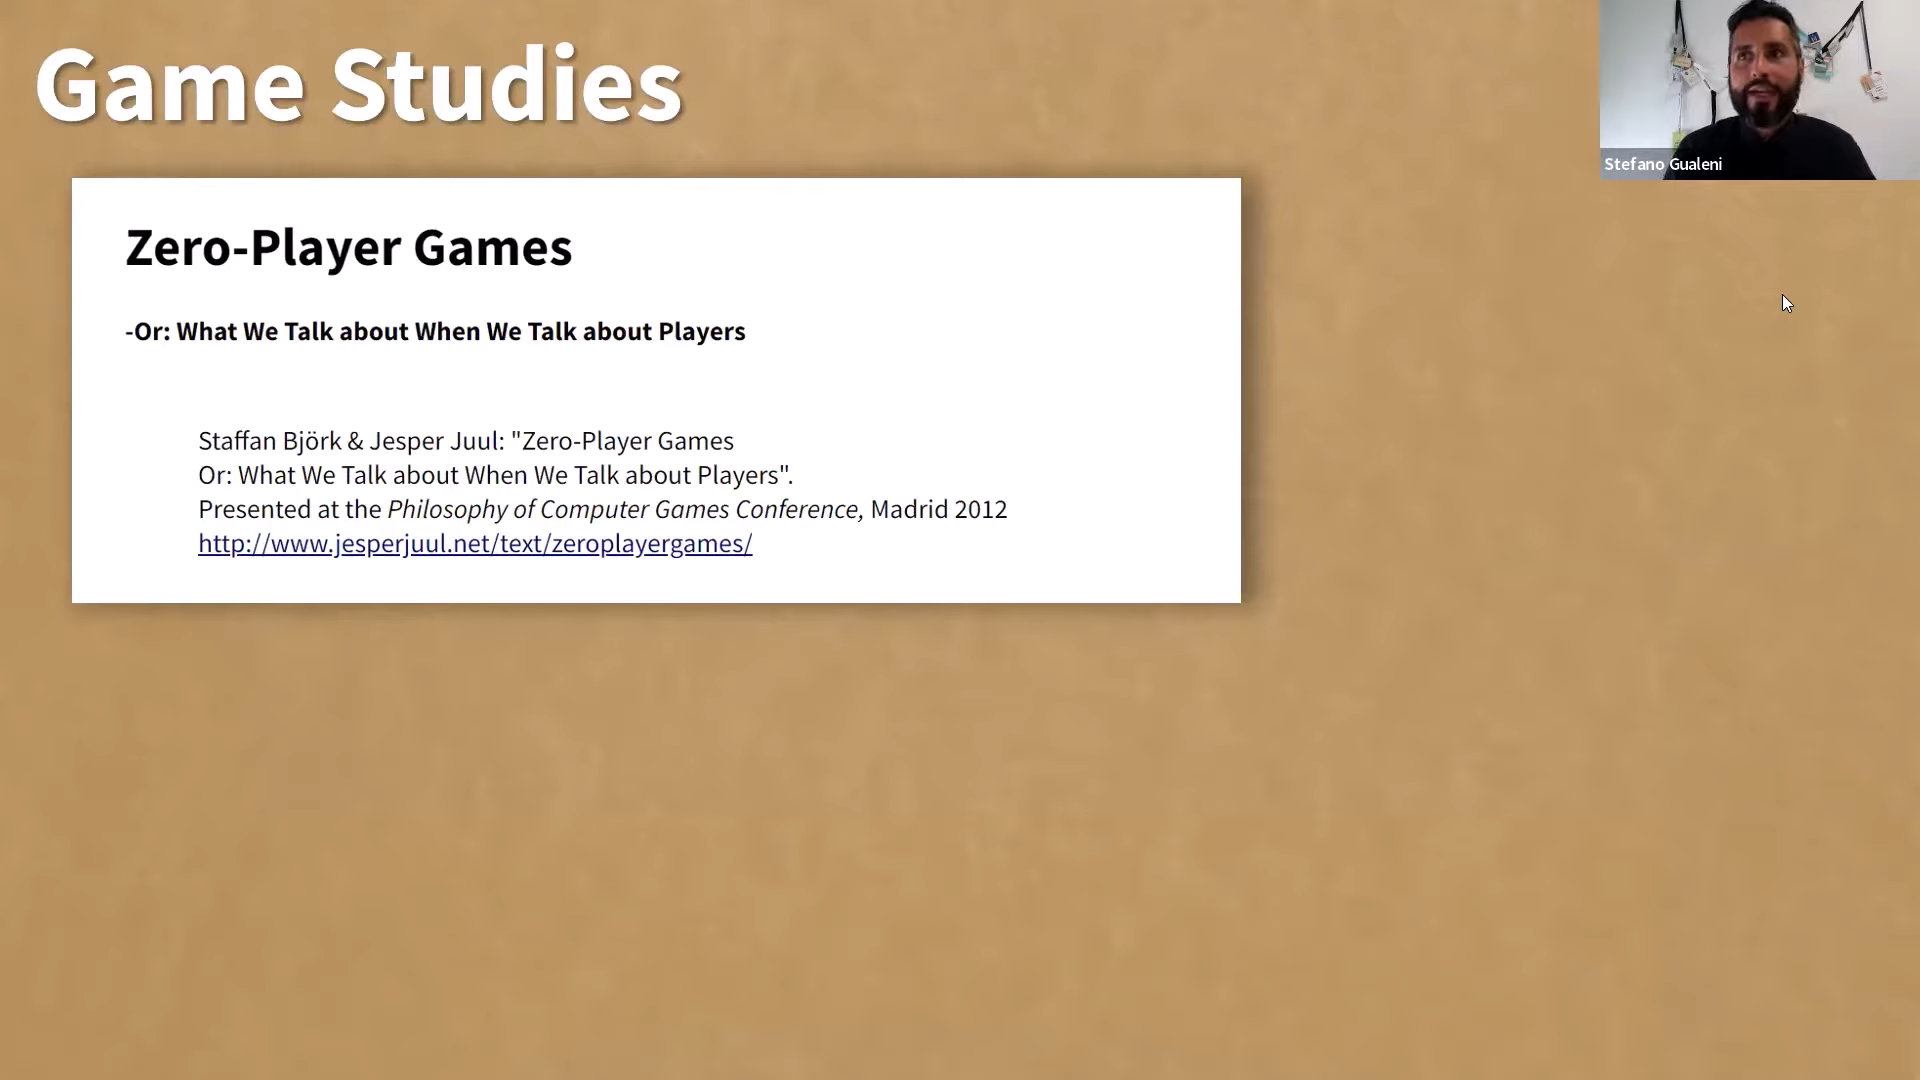 Game Studies
Stefano Gualeni
Zero-Player Games
-Or: What We Talk about When We Talk about Players
Staffan Björk & Jesper Juul: "Zero-Player Games
Or: What We Talk about When We Talk about Players".
Presented at the Philosophy of Computer Games Conference, Madrid 2012
http://www.jesperjuul.net/text/zeroplayergames/